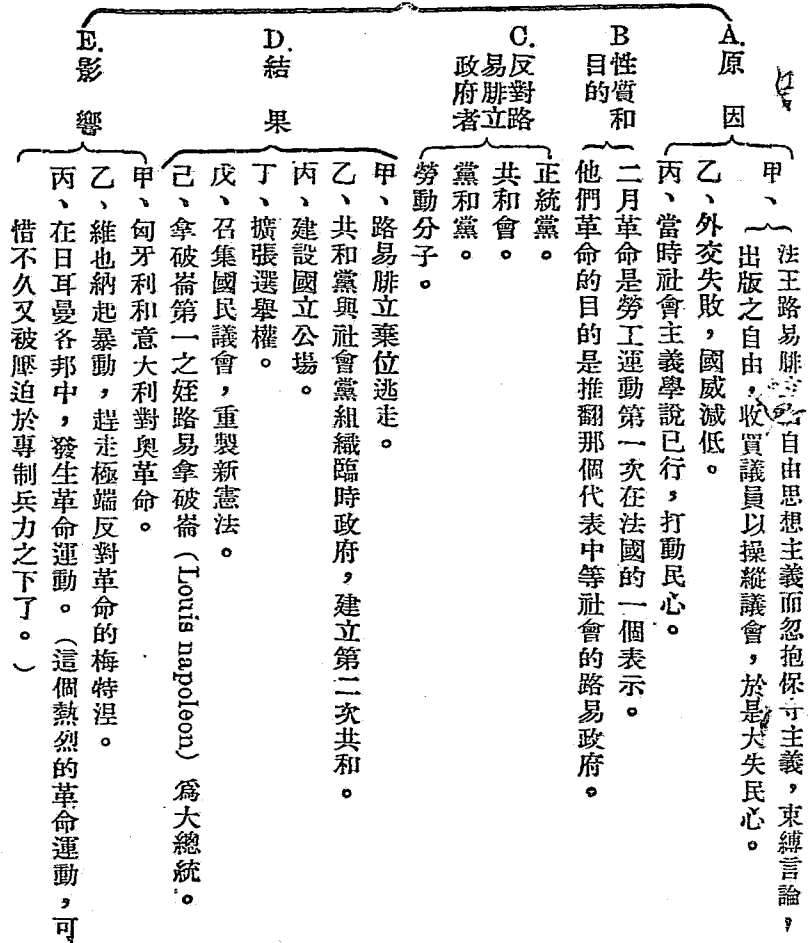 A.
原因
甲、
法王路易腓自由思想主義而忽抱保守主義,束縛言論,
出版之自由,收買議員以操縱議會,於是大失民心。
乙、外交失敗,國威減低。
丙、當時社會主義學說已行,打動民心。
B
性質和
目的
二月革命是勞工運動第一次在法國的一個表示。
他們革命的目的是推翻那個代表中等社會的路易政府。
C.
反對路
易腓立
政府者
正統黨。
共和會。
黨和黨。
勞動分子。
D.
結果
甲、路易腓立棄位逃走。
乙、共和黨與社會黨組織臨時政府,建立第二次共和。
丙、建設國立公塲。
丁、擴張選舉權。
戊、召集國民議會,重製新憲法。
己、拿破崙第一之姪路易拿破崙(Louis napoleon)爲大總統。
E.
影響
甲、匈牙利和意大利對奥革命。
乙、維也納起暴動,趕走極端反對革命的梅特涅。
丙、在日耳曼各邦中,發生革命運動。(這個熱烈的革命運動,可
惜不久又被壓迫於專制兵力之下了。)